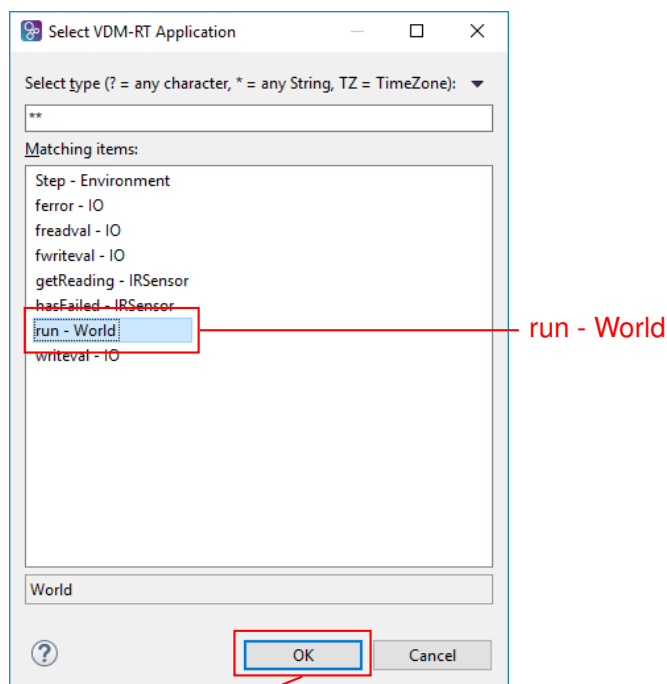 Select VDM-RT Application
Select type (? = any character, * = any String, TZ = TimeZone):
**
Matching items:
Step - Environment
ferror - IO
freadval - IO
fwriteval - IO
getReading - IRSensor
hasFailed - IRSensor
run - World
run - World
writeval - IO
World
?
OK
Cancel